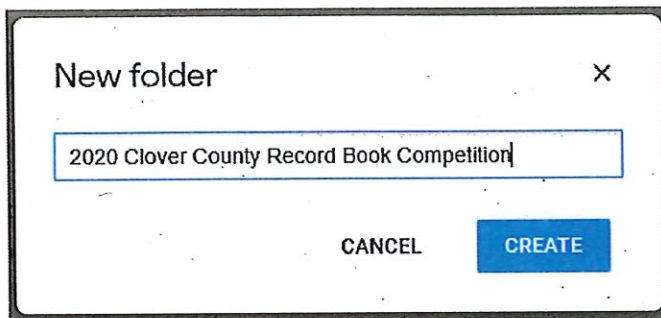 New folder
2020 Clover County Record Book Competition
CANCEL CREATE